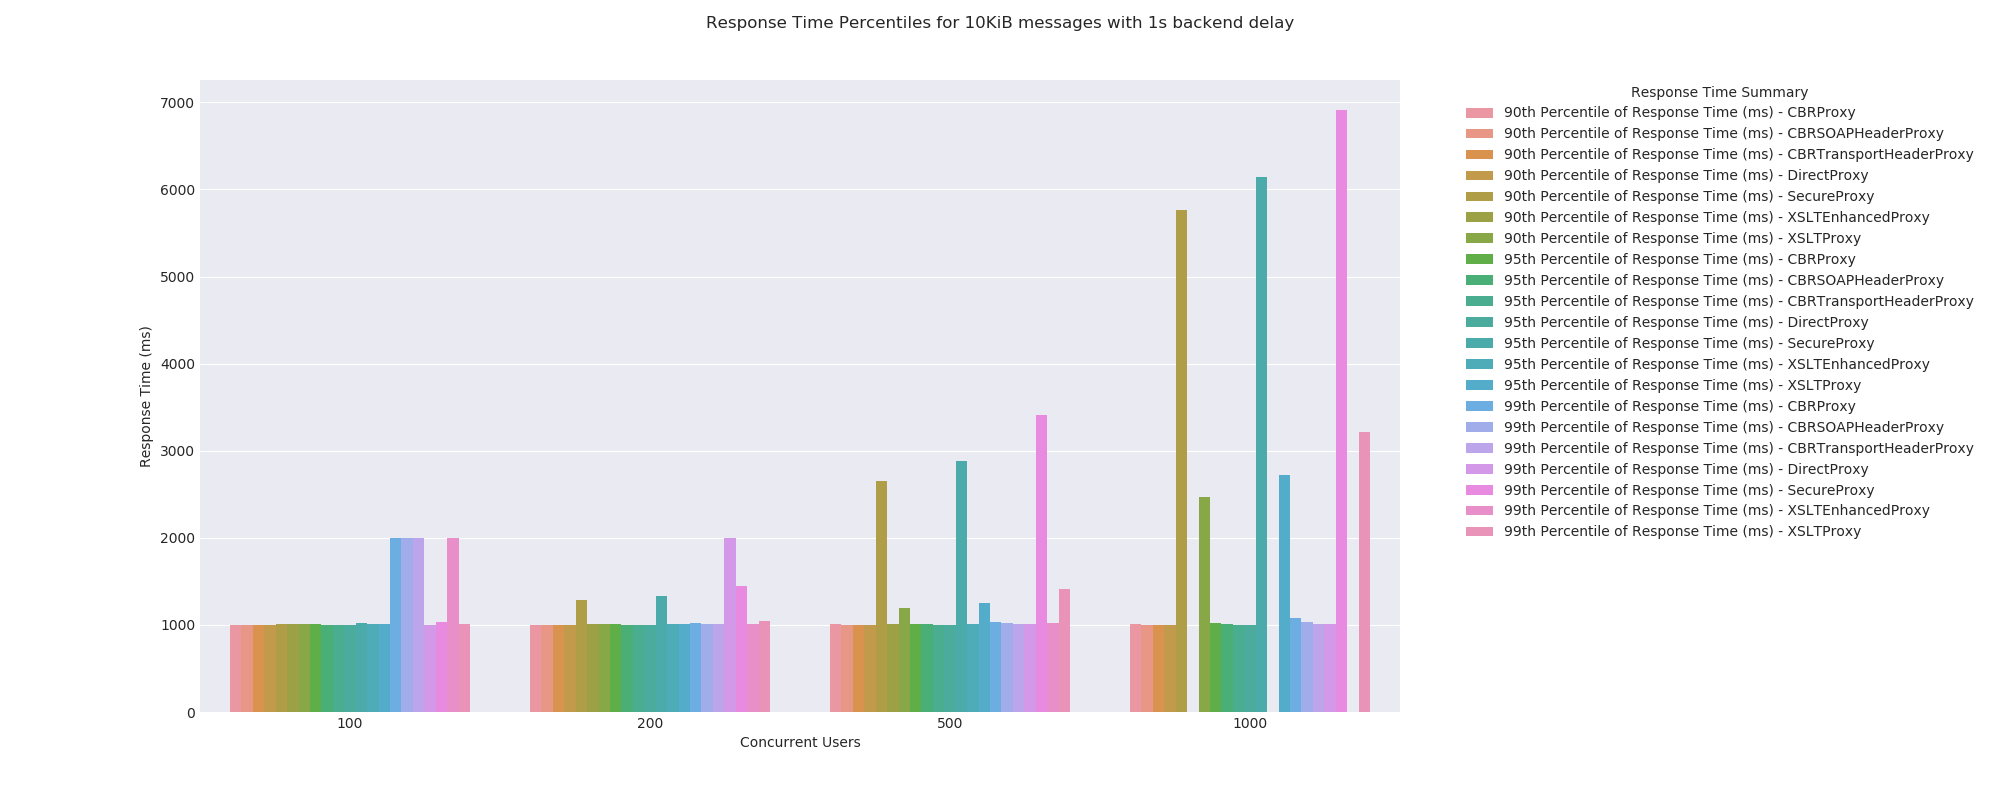 Response Time Percentiles for 10KiB messages with 1s backend delay
7000
6000
5000
4000
3000
2000
1000
0
Response Time (ms)
100
200
500
1000
Concurrent Users
Response Time Summary
90th Percentile of Response Time (ms) - CBRProxy
90th Percentile of Response Time (ms) - CBRSOAPHeaderProxy
90th Percentile of Response Time (ms) - CBRTransportHeaderProxy
90th Percentile of Response Time (ms) - DirectProxy
90th Percentile of Response Time (ms) - SecureProxy
90th Percentile of Response Time (ms) - XSLTEnhancedProxy
90th Percentile of Response Time (ms) - XSLTProxy
95th Percentile of Response Time (ms) - CBRProxy
95th Percentile of Response Time (ms) - CBRSOAPHeaderProxy
95th Percentile of Response Time (ms) - CBRTransportHeaderProxy
95th Percentile of Response Time (ms) - DirectProxy
95th Percentile of Response Time (ms) - SecureProxy
95th Percentile of Response Time (ms) - XSLTEnhancedProxy
95th Percentile of Response Time (ms) - XSLTProxy
99th Percentile of Response Time (ms) - CBRProxy
99th Percentile of Response Time (ms) - CBRSOAPHeaderProxy
99th Percentile of Response Time (ms) - CBRTransportHeaderProxy
99th Percentile of Response Time (ms) - DirectProxy
99th Percentile of Response Time (ms) - SecureProxy
99th Percentile of Response Time (ms) - XSLTEnhancedProxy
99th Percentile of Response Time (ms) - XSLTProxy